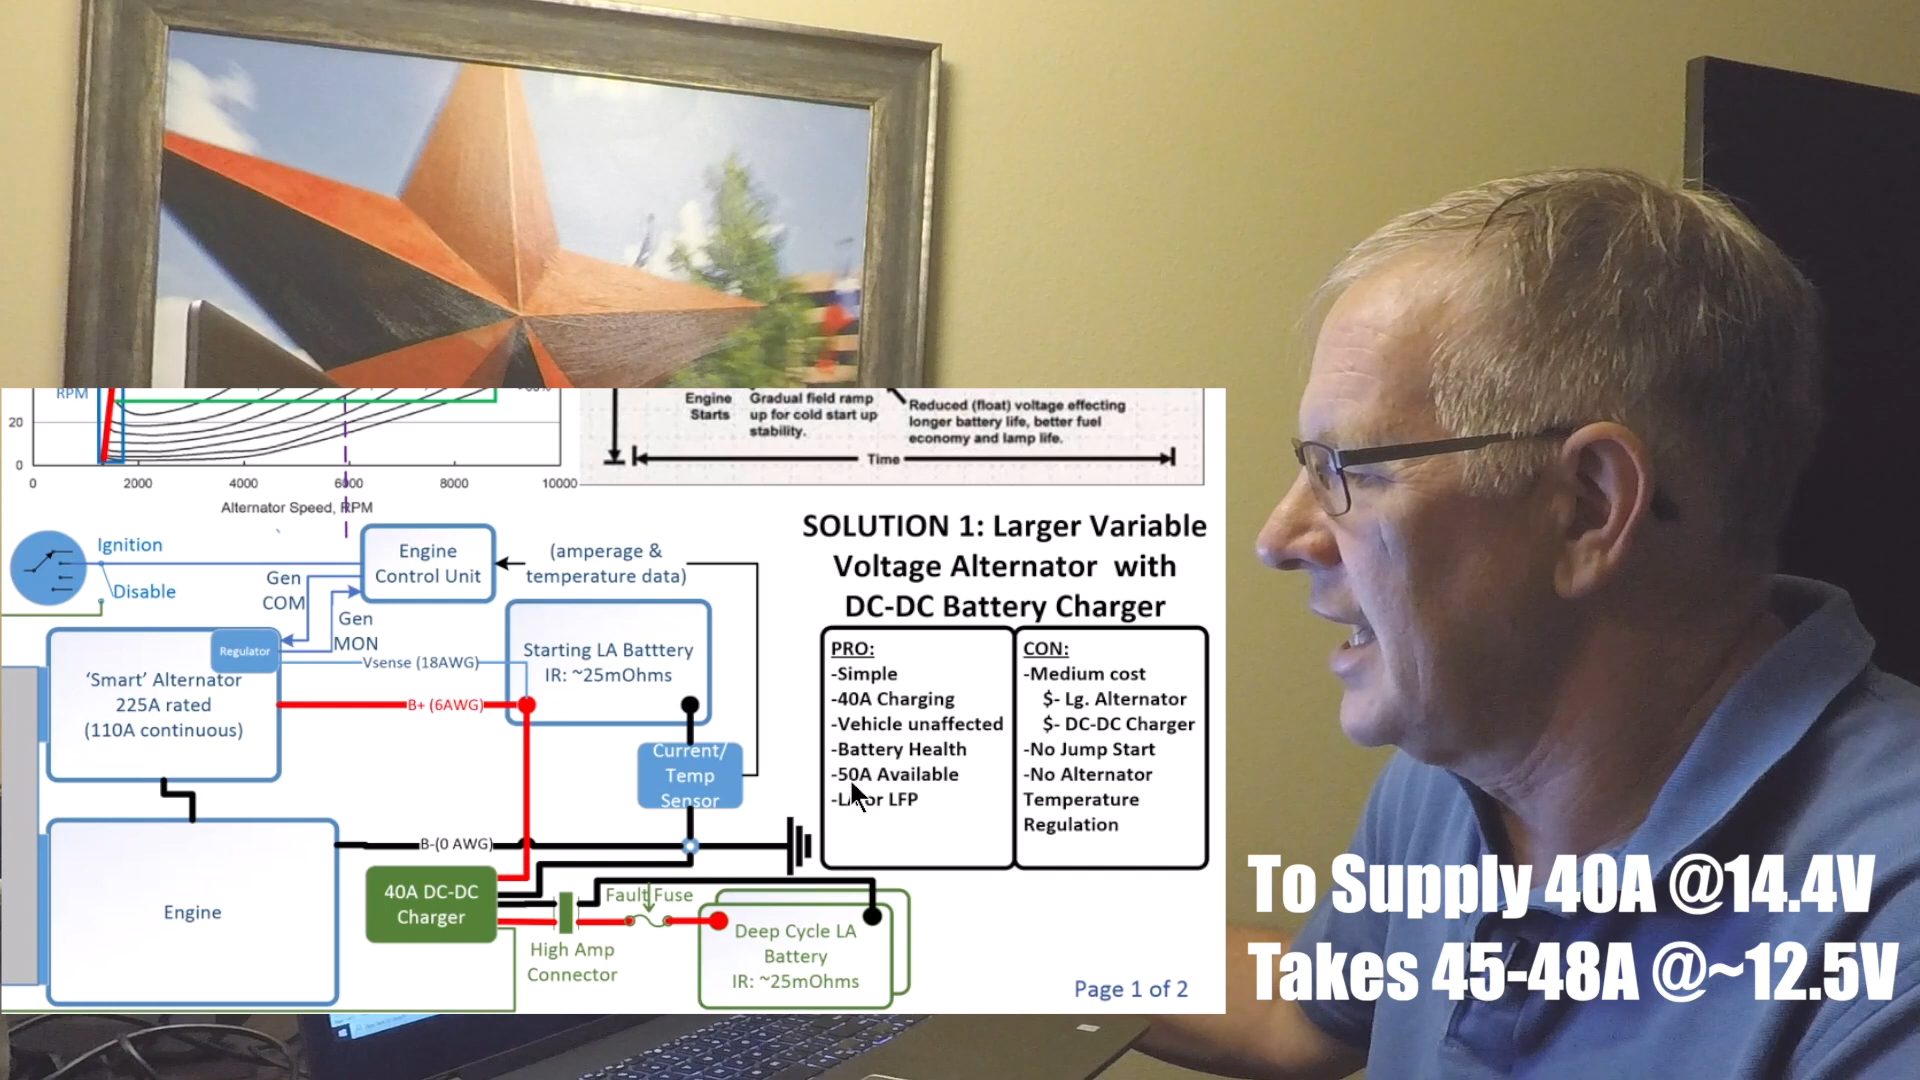 RPM
20
0
0
2000
4000
6000
8000
10000
Alternator Speed, RPM
Engine
Starts
Gradual field ramp
up for cold start up
stability.
Reduced (float) voltage effecting
longer battery life, better fuel
economy and lamp life.
Time
Ignition
Disable
Gen
COM
Gen
MON
Engine
Control Unit
(amperage &
temperature data)
Regulator
'Smart' Alternator
225A rated
(110A continuous)
Vsense (18AWG)
B+ (6AWG)
Starting LA Batttery
IR: ~25mOhms
Current/
Temp
Sensor
B-(0 AWG)
Engine
40A DC-DC
Charger
High Amp
Connector
Fault Fuse
Deep Cycle LA
Battery
IR: ~25mOhms
SOLUTION 1: Larger Variable
Voltage Alternator with
DC-DC Battery Charger
PRO:
-Simple
-40A Charging
-Vehicle unaffected
-Battery Health
-50A Available
or LFP
CON:
-Medium cost
$- Lg. Alternator
$- DC-DC Charger
-No Jump Start
-No Alternator
Temperature
Regulation
Page 1 of 2
To Supply 40A @14.4V
Takes 45-48A @~12.5V